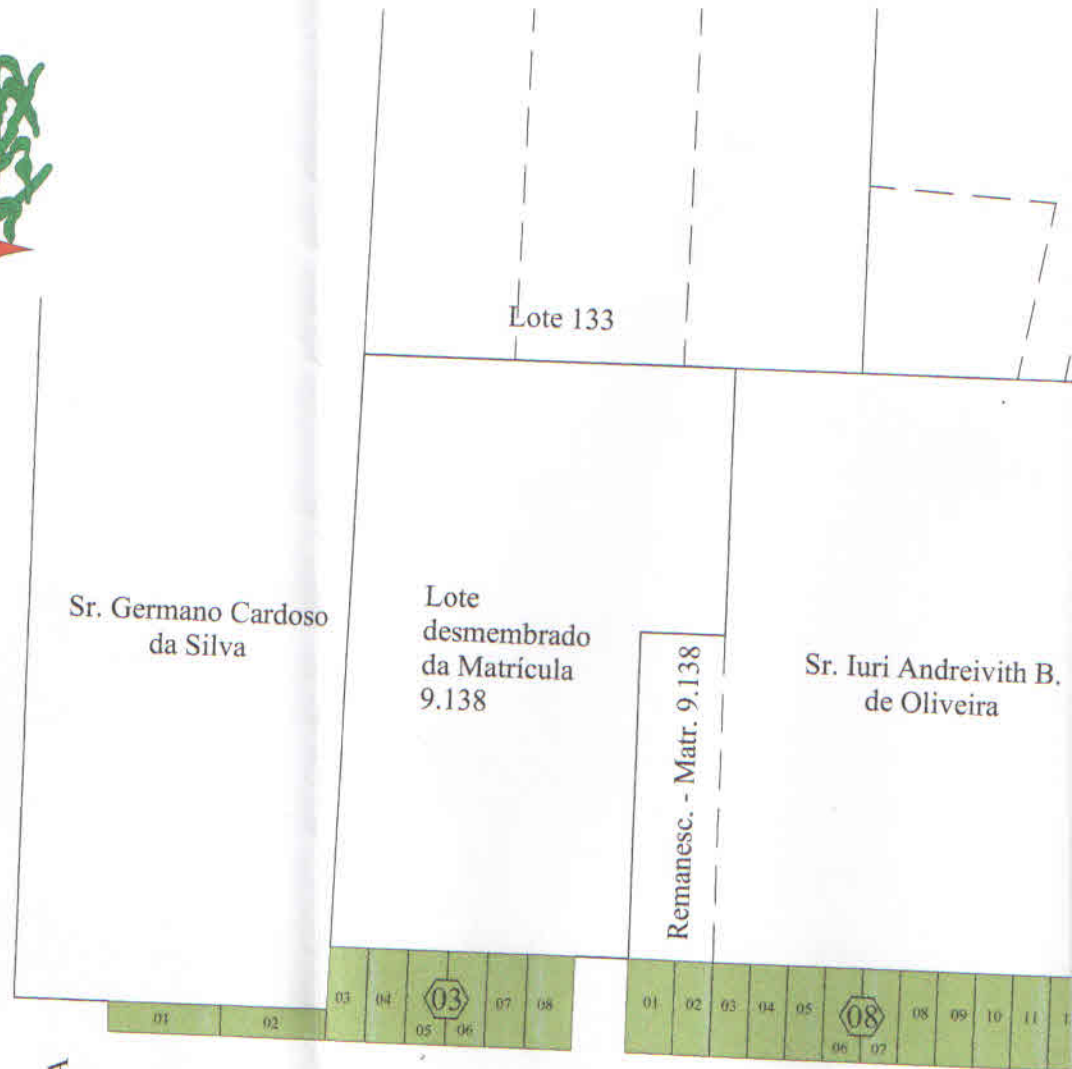 Lote 133
Sr. Germano Cardoso
da Silva
Lote
desmembrado
da Matrícula
9.138
Remanesc. - Matr. 9.138
Sr. Iuri Andreivith B.
de Oliveira
01
02
03
04
05
06
03
07
08
01
02
03
04
05
06
07
08
08
09
10
11